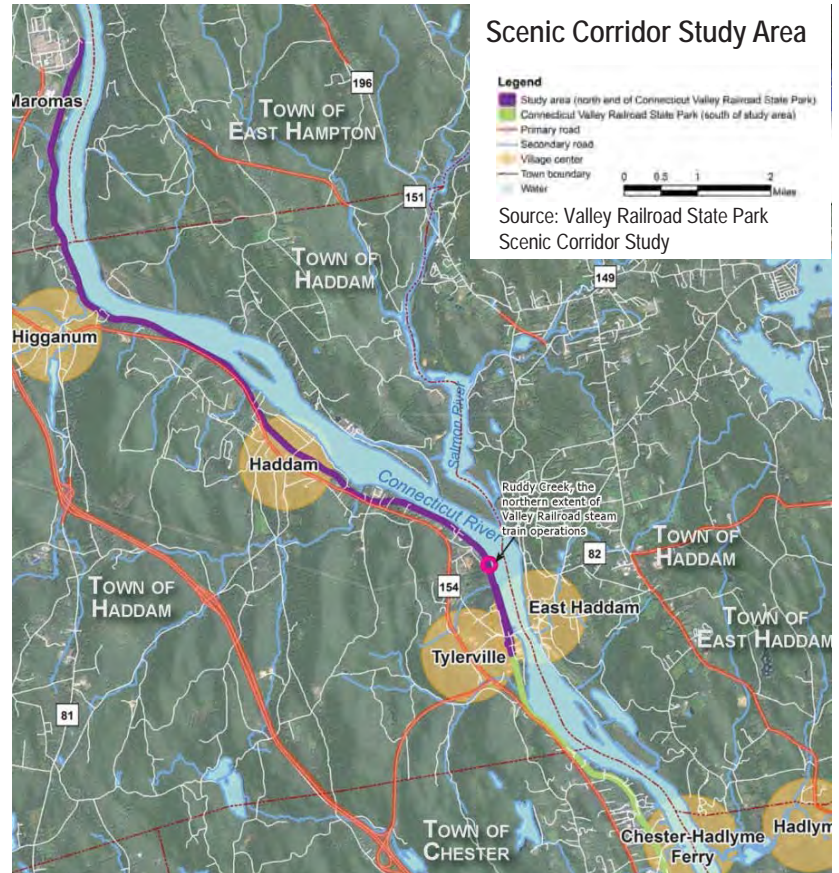 Scenic Corridor Study Area
Legend
Study area (north end of Connecticut Valley Railroad State Park)
Connecticut Valley Railroad State Park (south of study area)
Primary road
Secondary road
Village center
Town boundary
Water
0 0.5 1 2
Miles
Source: Valley Railroad State Park
Scenic Corridor Study
Maromas
196
TOWN OF
EAST HAMPTON
151
TOWN OF
HADDAM
149
Higganum
Salmon River
Haddam
Connecticut River
Ruddy Creek, the
northern extent of
Valley Railroad steam
train operations
82
TOWN OF
HADDAM
TOWN OF
HADDAM
154
East Haddam
TOWN OF
EAST HADDAM
Tylerville
81
TOWN OF
CHESTER
Chester-Hadlyme
Ferry
Hadlym